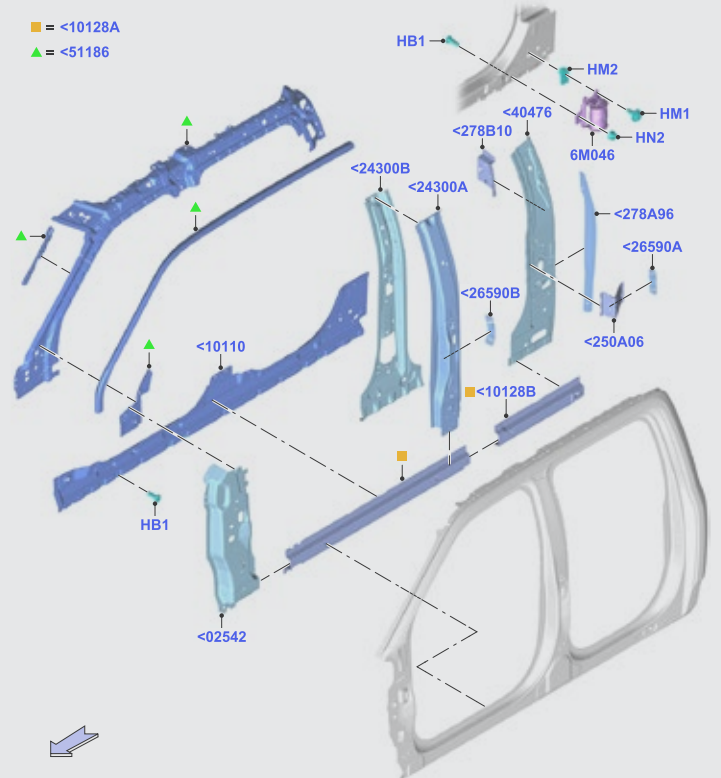 = <10128A
= <51186
HB1
HM2
HM1
HN2
6M046
<40476
<278B10
<24300B
<24300A
<278A96
<26590A
<26590B
<250A06
<10110
<10128B
HB1
<02542